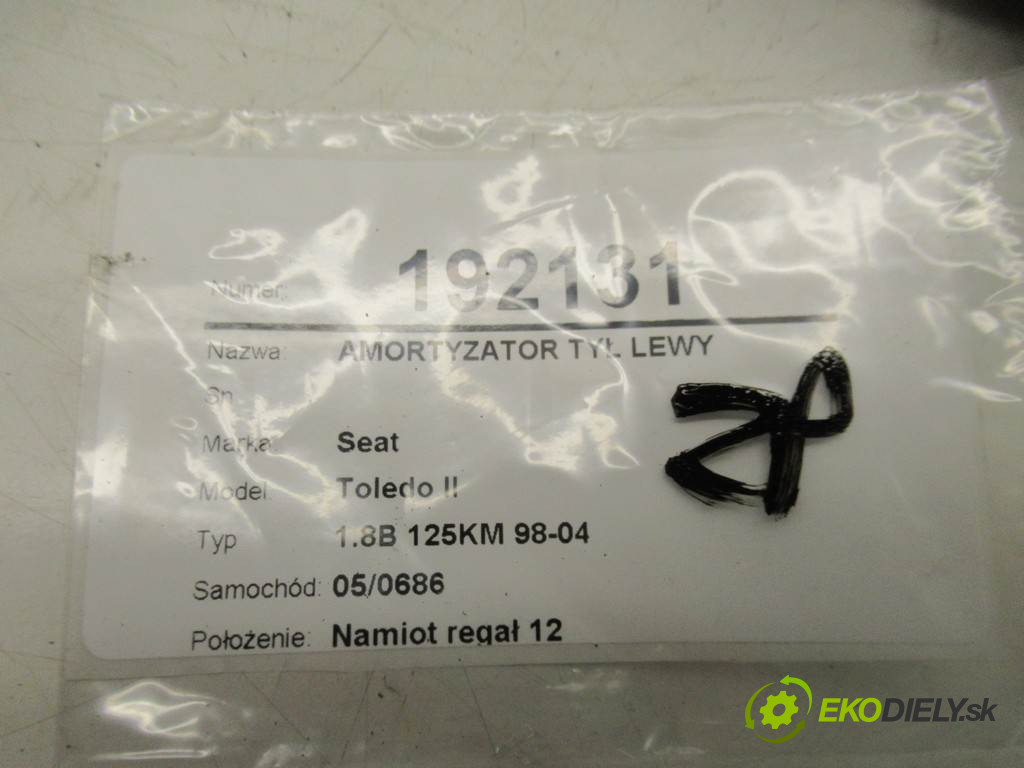 Numer: 192131
Nazwa: AMORTYZATOR TYŁ LEWY
Sn
Marka: Seat
Model: Toledo II
Typ 1.8B 125KM 98-04
Samochód: 05/0686
Położenie: Namiot regał 12
EKODIELY.sk